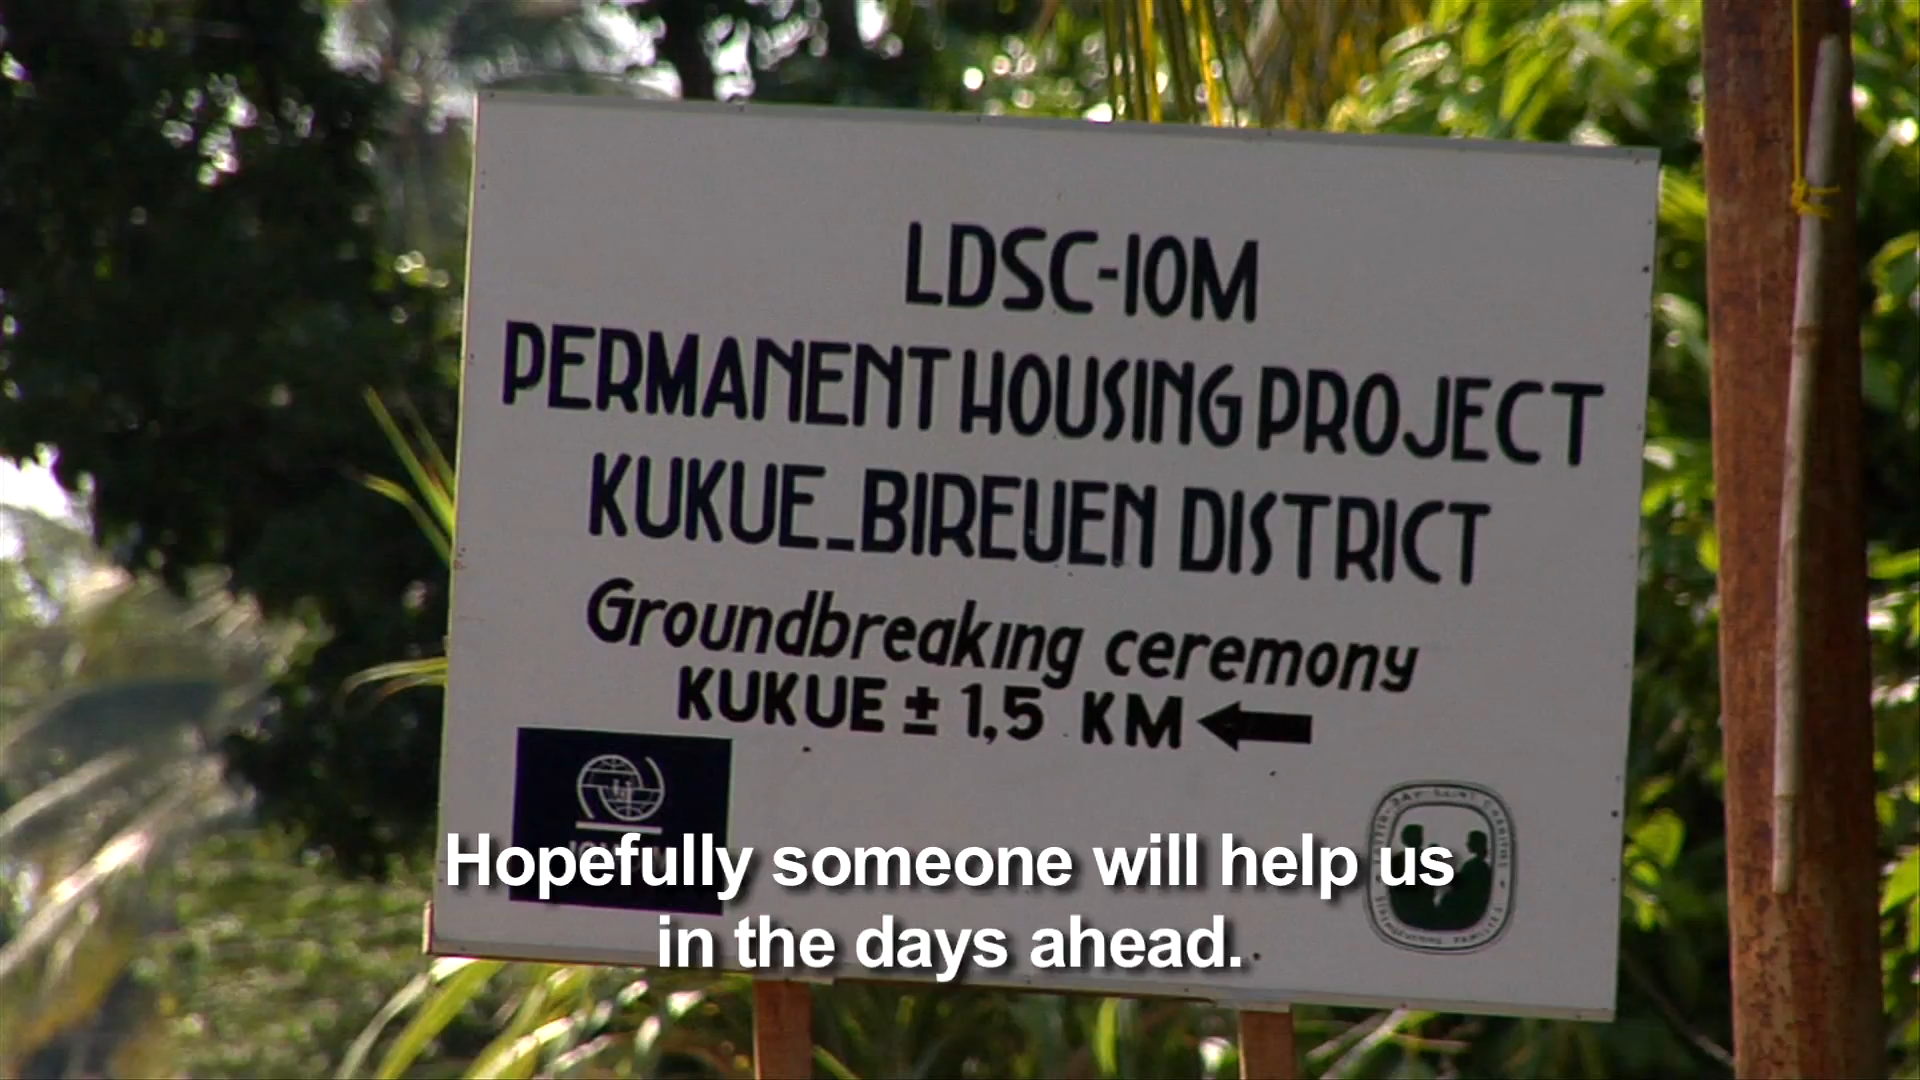 LDSC-IOM
PERMANENT HOUSING PROJECT
KUKUE_BIREUEN DISTRICT
Groundbreaking ceremony
KUKUE ± 1,5 KM
Hopefully someone will help us
in the days ahead.